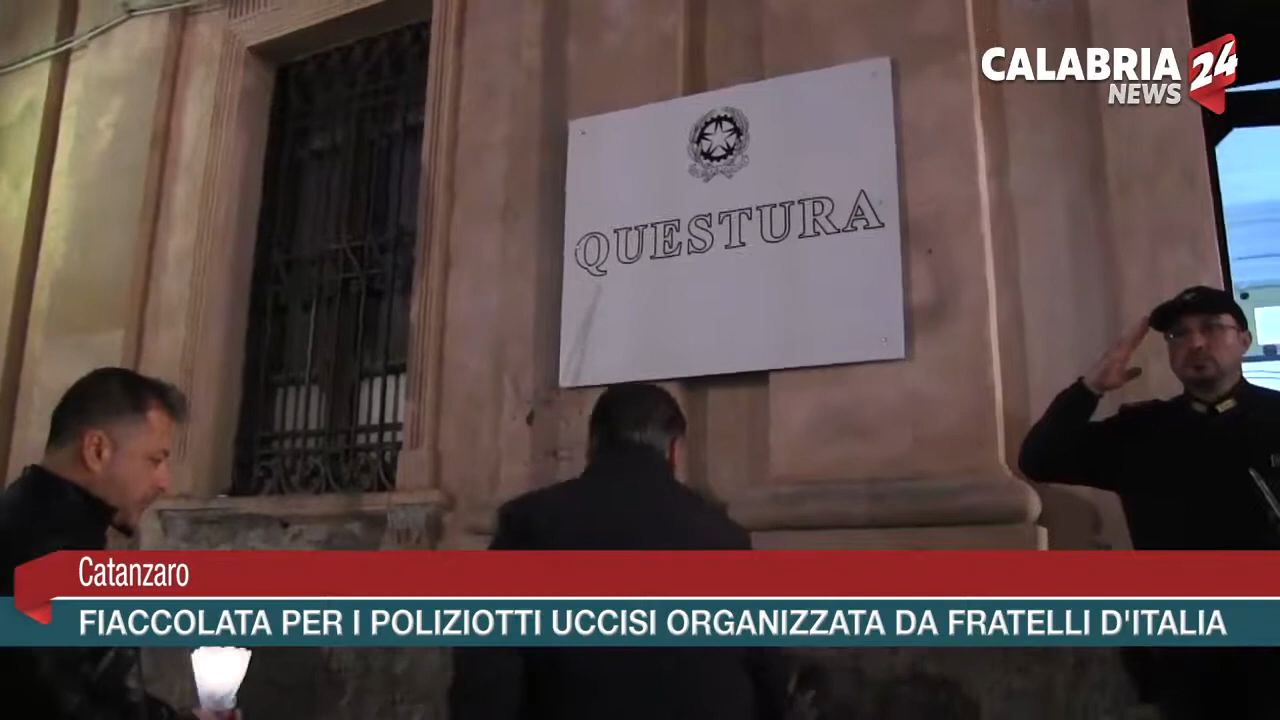 CALABRIA 24
NEWS
QUESTURA
Catanzaro
FIACCOLATA PER I POLIZIOTTI UCCISI ORGANIZZATA DA FRATELLI D'ITALIA